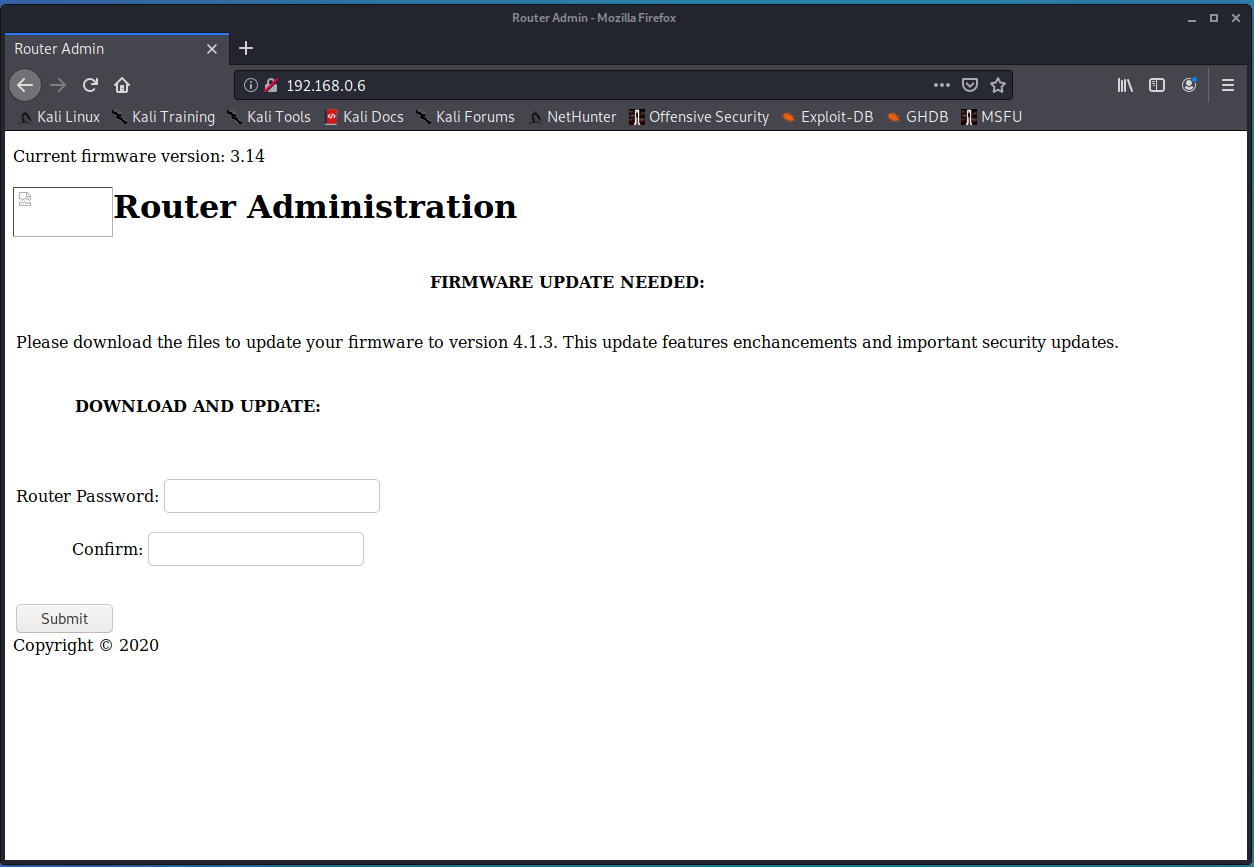 Router Admin - Mozilla Firefox
Router Admin
192.168.0.6
Kali Linux Kali Training Kali Tools Kali Docs Kali Forums NetHunter Offensive Security Exploit-DB GHDB MSFU
Current firmware version: 3.14
Router Administration
FIRMWARE UPDATE NEEDED:
Please download the files to update your firmware to version 4.1.3. This update features enchancements and important security updates.
DOWNLOAD AND UPDATE:
Router Password:
Confirm:
Submit
Copyright © 2020